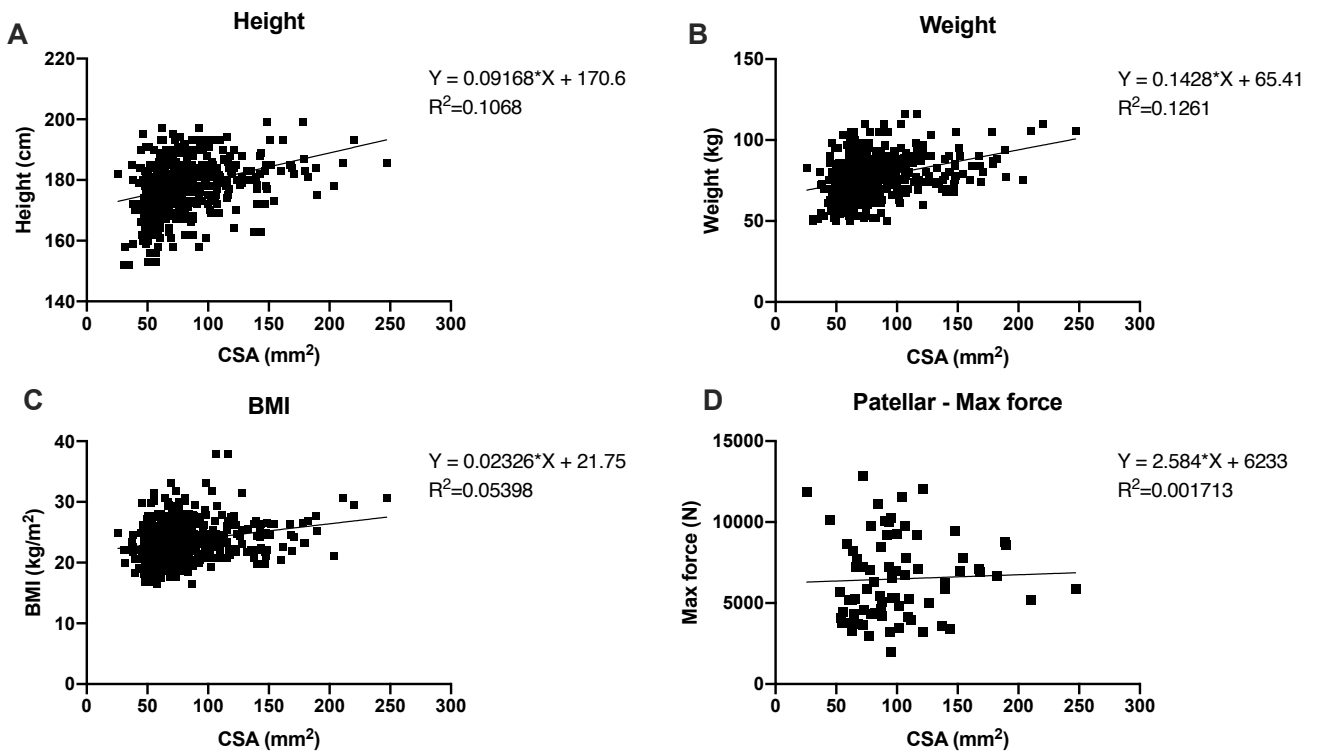 A
Height
Y = 0.09168*X + 170.6
R²=0.1068
220
200
180
160
140
Height (cm)
0 50 100 150 200 250 300
CSA (mm²)
B
Weight
Y = 0.1428*X + 65.41
R²=0.1261
150
100
50
0
Weight (kg)
0 50 100 150 200 250 300
CSA (mm²)
C
BMI
Y = 0.02326*X + 21.75
R²=0.05398
40
30
20
10
0
BMI (kg/m²)
0 50 100 150 200 250 300
CSA (mm²)
D
Patellar - Max force
Y = 2.584*X + 6233
R²=0.001713
15000
10000
5000
0
Max force (N)
0 50 100 150 200 250 300
CSA (mm²)